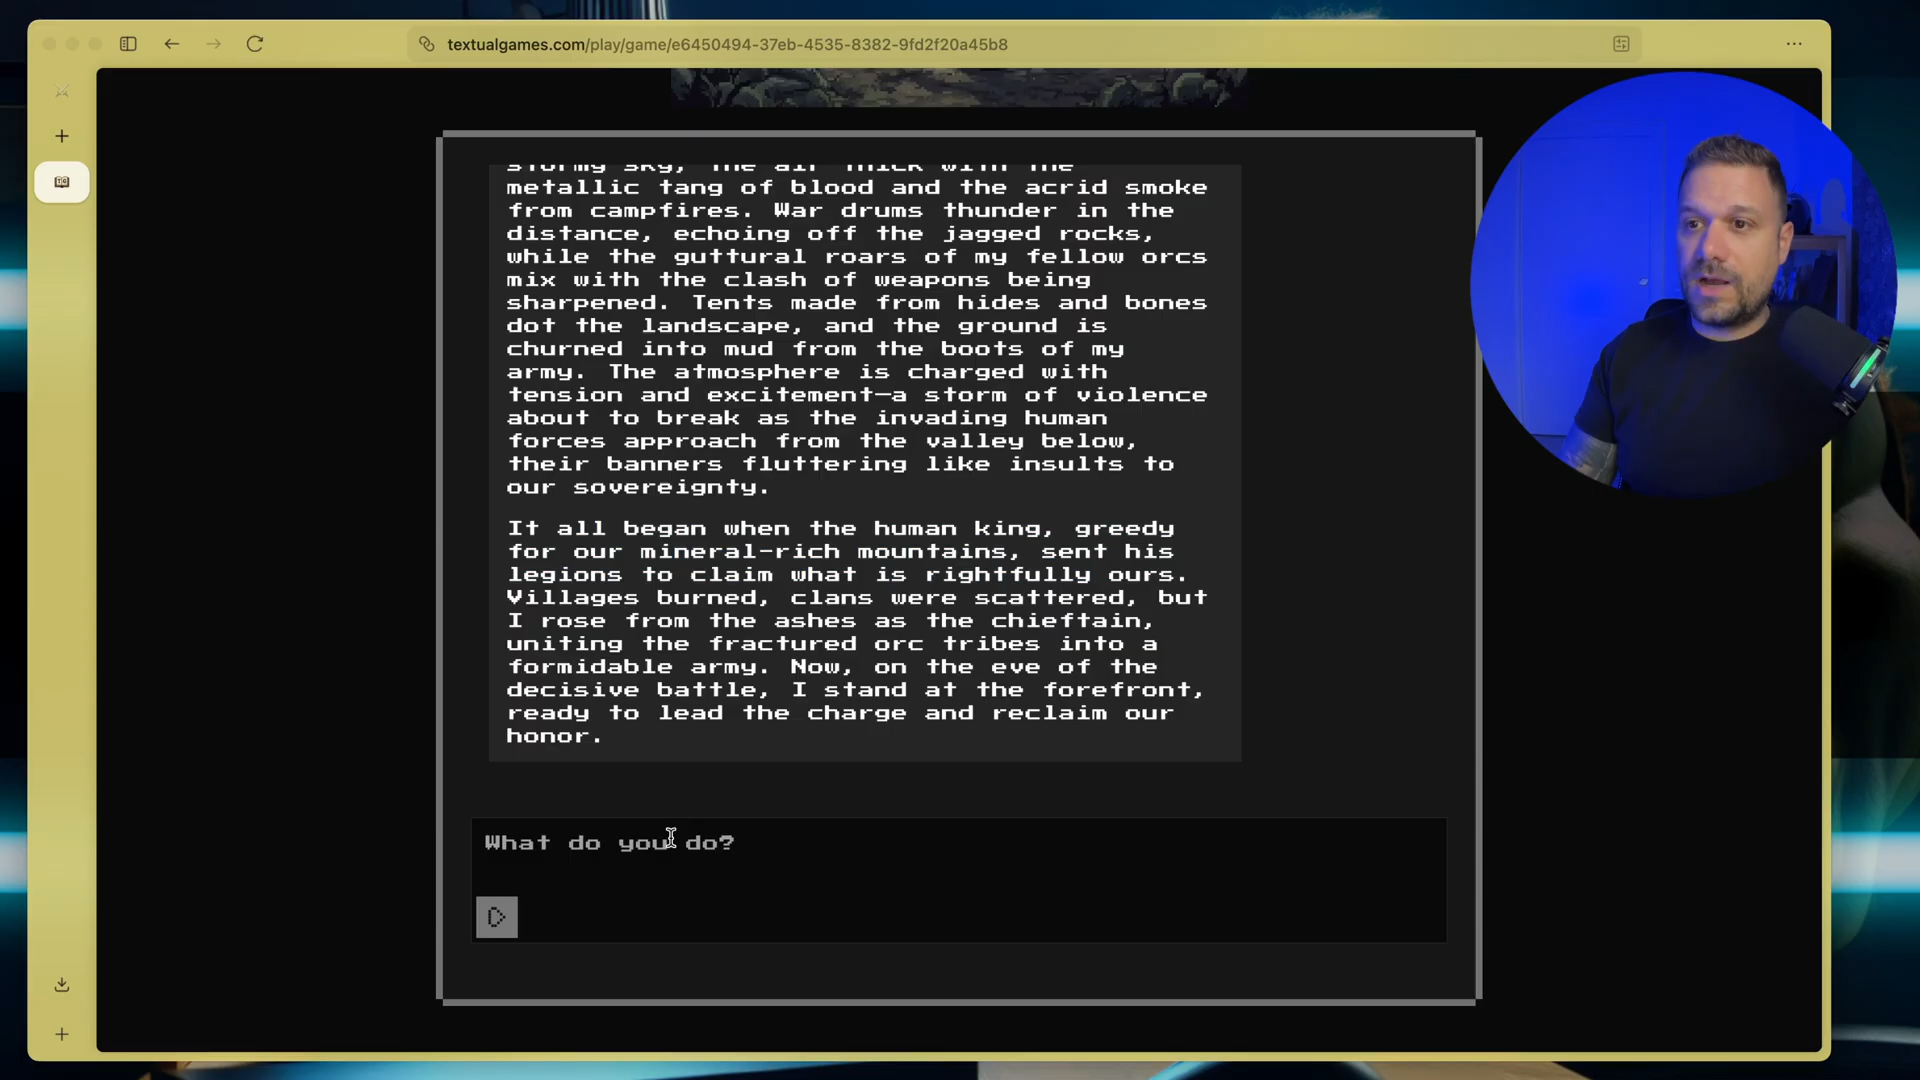 textualgames.com/play/game/e6450494-37eb-4535-8382-9fd2f20a45b8
stormy sky, the air thick with the
metallic tang of blood and the acrid smoke
from campfires. War drums thunder in the
distance, echoing off the jagged rocks,
while the guttural roars of my fellow orcs
mix with the clash of weapons being
sharpened. Tents made from hides and bones
dot the landscape, and the ground is
churned into mud from the boots of my
army. The atmosphere is charged with
tension and excitement—a storm of violence
about to break as the invading human
forces approach from the valley below,
their banners fluttering like insults to
our sovereignty.
It all began when the human king, greedy
for our mineral-rich mountains, sent his
legions to claim what is rightfully ours.
Villages burned, clans were scattered, but
I rose from the ashes as the chieftain,
uniting the fractured orc tribes into a
formidable army. Now, on the eve of the
decisive battle, I stand at the forefront,
ready to lead the charge and reclaim our
honor.
What do you do?